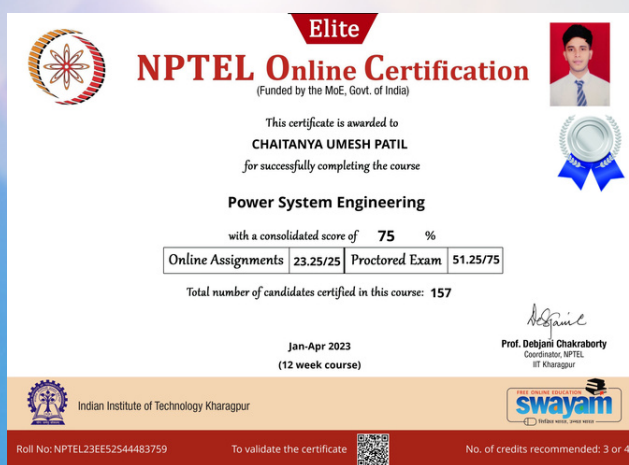 Elite
NPTEL Online Certification
(Funded by the MoE, Govt. of India)
This certificate is awarded to
CHAITANYA UMESH PATIL
for successfully completing the course
Power System Engineering
with a consolidated score of 75 %
Online Assignments 23.25/25 Proctored Exam 51.25/75
Total number of candidates certified in this course: 157
Jan-Apr 2023
(12 week course)
Prof. Debjani Chakraborty
Coordinator, NPTEL
IIT Kharagpur
Indian Institute of Technology Kharagpur
FREE ONLINE EDUCATION
swayam
शिक्षित भारत, उन्नत भारत
Roll No: NPTEL23EE52S44483759 To validate the certificate No. of credits recommended: 3 or 4